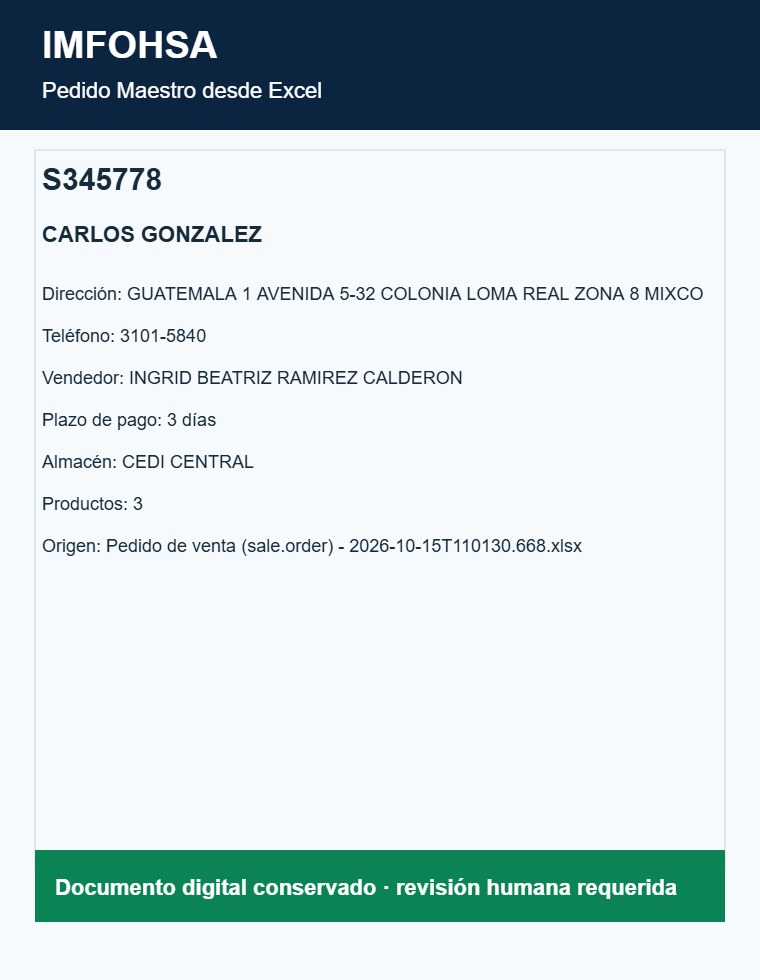 IMFOHSA
Pedido Maestro desde Excel
S345778
CARLOS GONZALEZ
Dirección: GUATEMALA 1 AVENIDA 5-32 COLONIA LOMA REAL ZONA 8 MIXCO
Teléfono: 3101-5840
Vendedor: INGRID BEATRIZ RAMIREZ CALDERON
Plazo de pago: 3 días
Almacén: CEDI CENTRAL
Productos: 3
Origen: Pedido de venta (sale.order) - 2026-10-15T110130.668.xlsx
Documento digital conservado · revisión humana requerida